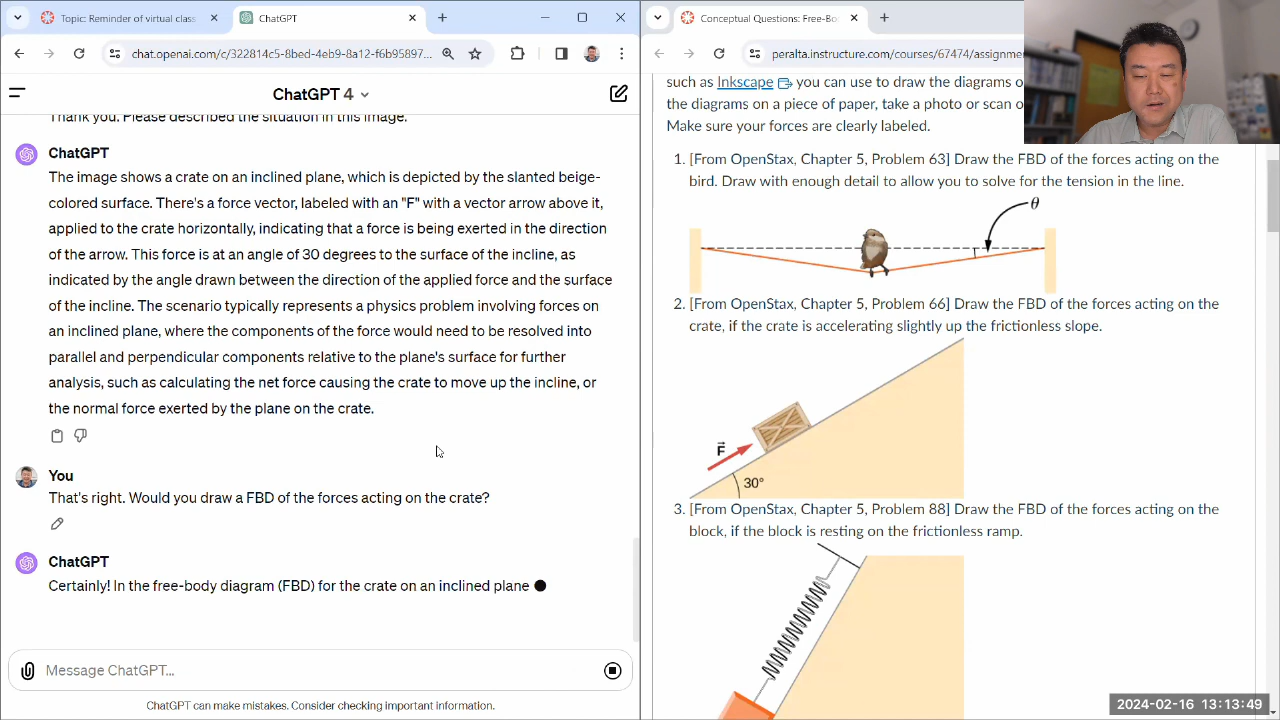 Topic Reminder of virtual class
ChatGPT
chat.openai.com/c/322814c5-8bed-4eb9-8a12-f6b95897...
ChatGPT 4
Thank you. Please described the situation in this image.
ChatGPT
The image shows a crate on an inclined plane, which is depicted by the slanted beige-
colored surface. There's a force vector, labeled with an "F" with a vector arrow above it,
applied to the crate horizontally, indicating that a force is being exerted in the direction
of the arrow. This force is at an angle of 30 degrees to the surface of the incline, as
indicated by the angle drawn between the direction of the applied force and the surface
of the incline. The scenario typically represents a physics problem involving forces on
an inclined plane, where the components of the force would need to be resolved into
parallel and perpendicular components relative to the plane's surface for further
analysis, such as calculating the net force causing the crate to move up the incline, or
the normal force exerted by the plane on the crate.
You
That's right. Would you draw a FBD of the forces acting on the crate?
ChatGPT
Certainly! In the free-body diagram (FBD) for the crate on an inclined plane
Message ChatGPT...
ChatGPT can make mistakes. Consider checking important information.
Conceptual Questions: Free-Bo
peralta.instructure.com/courses/67474/assignme
such as Inkscape you can use to draw the diagrams o
the diagrams on a piece of paper, take a photo or scan o
Make sure your forces are clearly labeled.
1. [From OpenStax, Chapter 5, Problem 63] Draw the FBD of the forces acting on the
bird. Draw with enough detail to allow you to solve for the tension in the line.
θ
2. [From OpenStax, Chapter 5, Problem 66] Draw the FBD of the forces acting on the
crate, if the crate is accelerating slightly up the frictionless slope.
F⃗
30°
3. [From OpenStax, Chapter 5, Problem 88] Draw the FBD of the forces acting on the
block, if the block is resting on the frictionless ramp.
2024-02-16 13:13:49